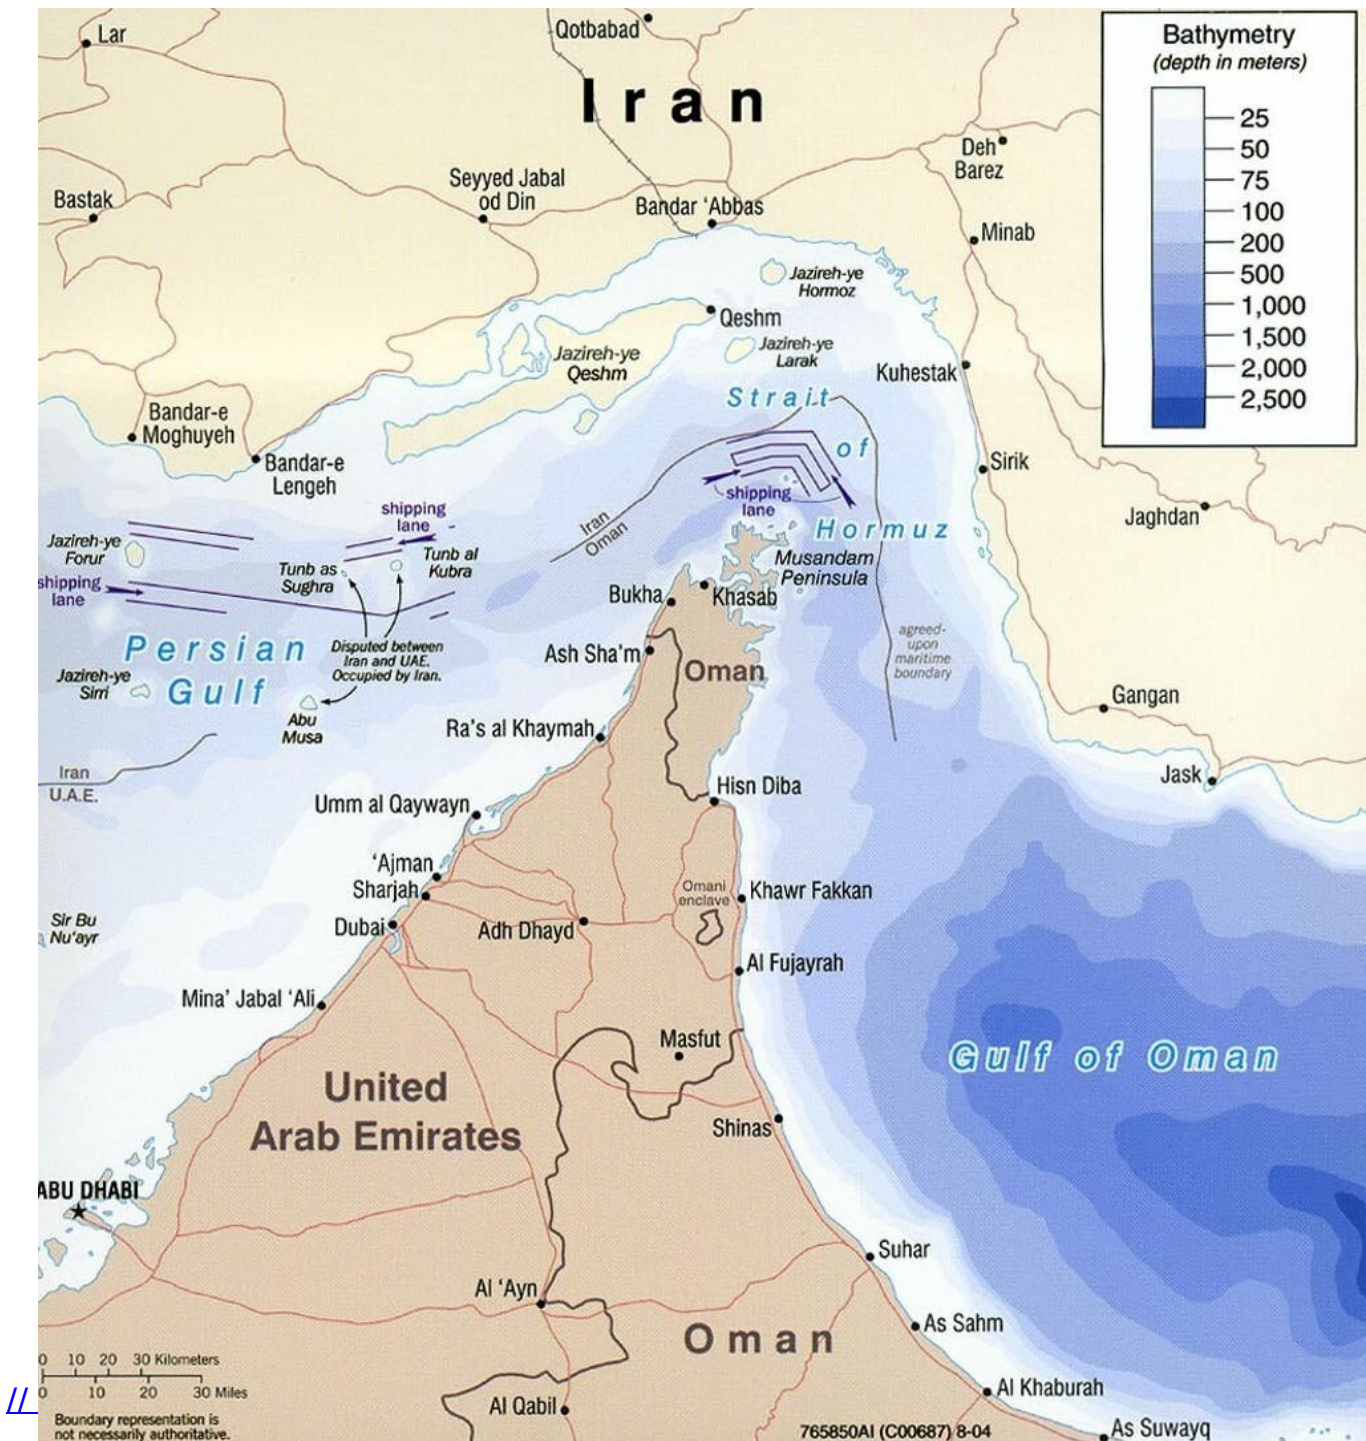 Lar
Qotbabad
Iran
Bathymetry
(depth in meters)
25
50
75
100
200
500
1,000
1,500
2,000
2,500
Deh
Barez
Bastak
Seyyed Jabal
od Din
Bandar ‘Abbas
Minab
Jazireh-ye
Hormoz
Qeshm
Jazireh-ye
Qeshm
Jazireh-ye
Larak
Kuhestak
Strait
of
Hormuz
Bandar-e
Moghuyeh
Bandar-e
Lengeh
Sirik
Jaghdan
shipping
lane
shipping
lane
Iran
Oman
Jazireh-ye
Forur
Tunb as
Sughra
Tunb al
Kubra
shipping
lane
Musandam
Peninsula
Bukha
Khasab
Persian
Gulf
Disputed between
Iran and UAE.
Occupied by Iran.
Ash Sha’m
Oman
agreed-
upon
maritime
boundary
Jazireh-ye
Sirri
Abu
Musa
Gangan
Ra’s al Khaymah
Iran
U.A.E.
Jask
Hisn Diba
Umm al Qaywayn
‘Ajman
Sharjah
Omani
enclave
Khawr Fakkan
Sir Bu
Nu‘ayr
Dubai
Adh Dhayd
Al Fujayrah
Mina’ Jabal ‘Ali
Masfut
Gulf of Oman
United
Arab Emirates
Shinas
ABU DHABI
Suhar
Al ‘Ayn
As Sahm
Oman
0 10 20 30 Kilometers
0 10 20 30 Miles
Al Khaburah
//
Al Qabil
Boundary representation is
not necessarily authoritative.
765850AI (C00687) 8-04
As Suwayq